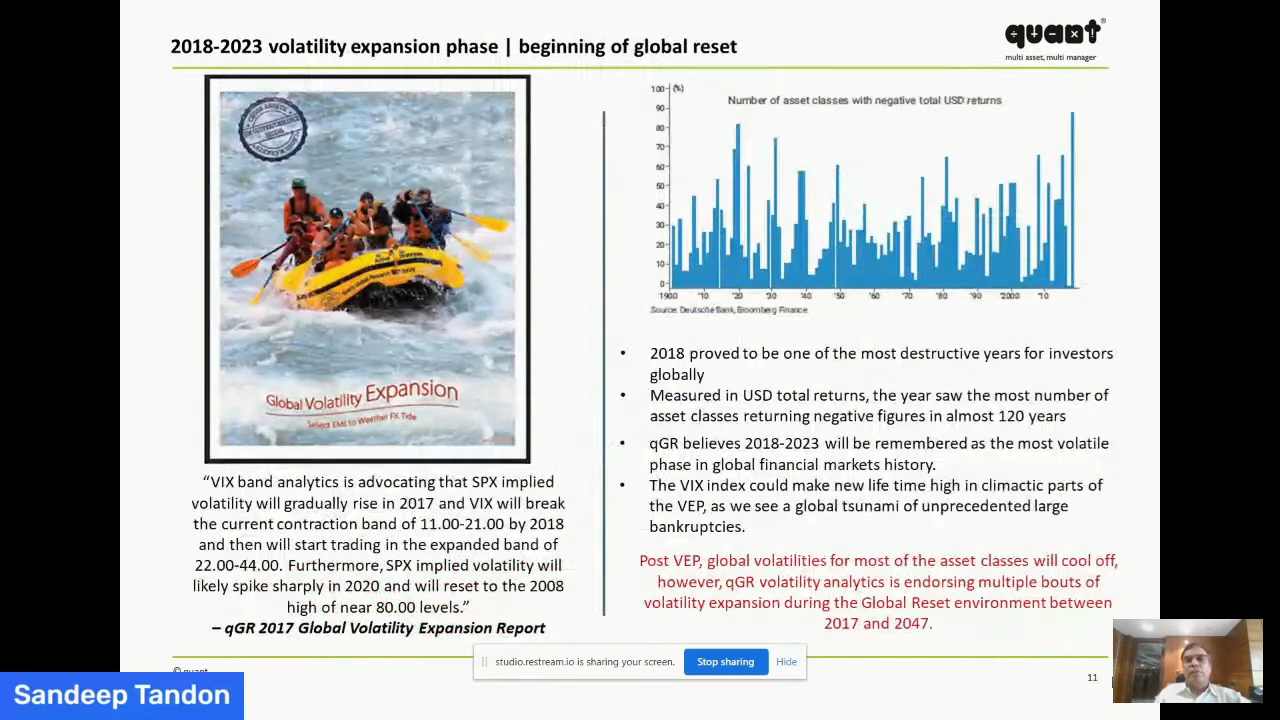 2018-2023 volatility expansion phase | beginning of global reset
quant®
multi asset, multi manager
Global Volatility Expansion
Select EMs to Weather FX Tide
"VIX band analytics is advocating that SPX implied
volatility will gradually rise in 2017 and VIX will break
the current contraction band of 11.00-21.00 by 2018
and then will start trading in the expanded band of
22.00-44.00. Furthermore, SPX implied volatility will
likely spike sharply in 2020 and will reset to the 2008
high of near 80.00 levels."
– qGR 2017 Global Volatility Expansion Report
(%)
Number of asset classes with negative total USD returns
100
90
80
70
60
50
40
30
20
10
0
1900 '10 '20 '30 '40 '50 '60 '70 '80 '90 '2000 '10
Source: Deutsche Bank, Bloomberg Finance
• 2018 proved to be one of the most destructive years for investors
globally
• Measured in USD total returns, the year saw the most number of
asset classes returning negative figures in almost 120 years
• qGR believes 2018-2023 will be remembered as the most volatile
phase in global financial markets history.
• The VIX index could make new life time high in climactic parts of
the VEP, as we see a global tsunami of unprecedented large
bankruptcies.
Post VEP, global volatilities for most of the asset classes will cool off,
however, qGR volatility analytics is endorsing multiple bouts of
volatility expansion during the Global Reset environment between
2017 and 2047.
studio.restream.io is sharing your screen.
Stop sharing
Hide
© quant
11
Sandeep Tandon